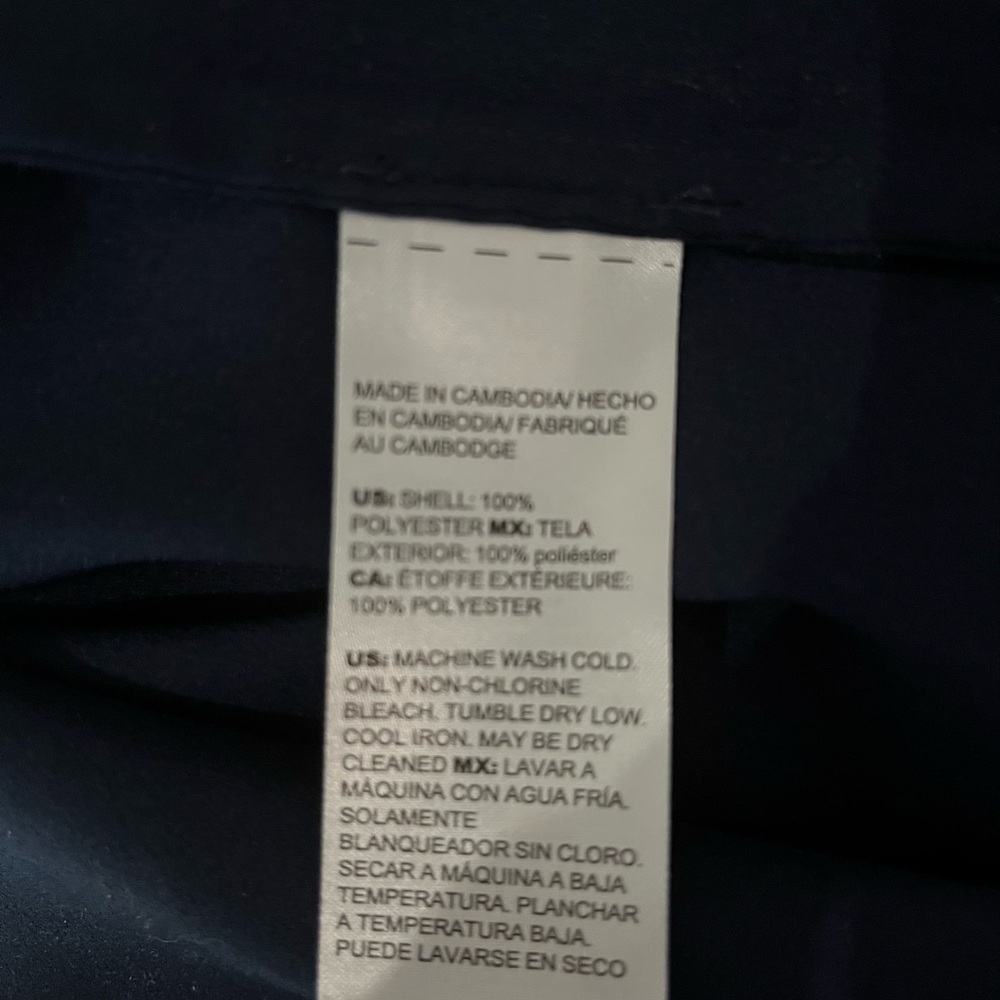 MADE IN CAMBODIA/ HECHO
EN CAMBODIA/ FABRIQUÉ
AU CAMBODGE
US: SHELL: 100%
POLYESTER MX: TELA
EXTERIOR: 100% poliéster
CA: ÉTOFFE EXTÉRIEURE:
100% POLYESTER
US: MACHINE WASH COLD.
ONLY NON-CHLORINE
BLEACH. TUMBLE DRY LOW.
COOL IRON. MAY BE DRY
CLEANED MX: LAVAR A
MÁQUINA CON AGUA FRÍA.
SOLAMENTE
BLANQUEADOR SIN CLORO.
SECAR A MÁQUINA A BAJA
TEMPERATURA. PLANCHAR
A TEMPERATURA BAJA.
PUEDE LAVARSE EN SECO